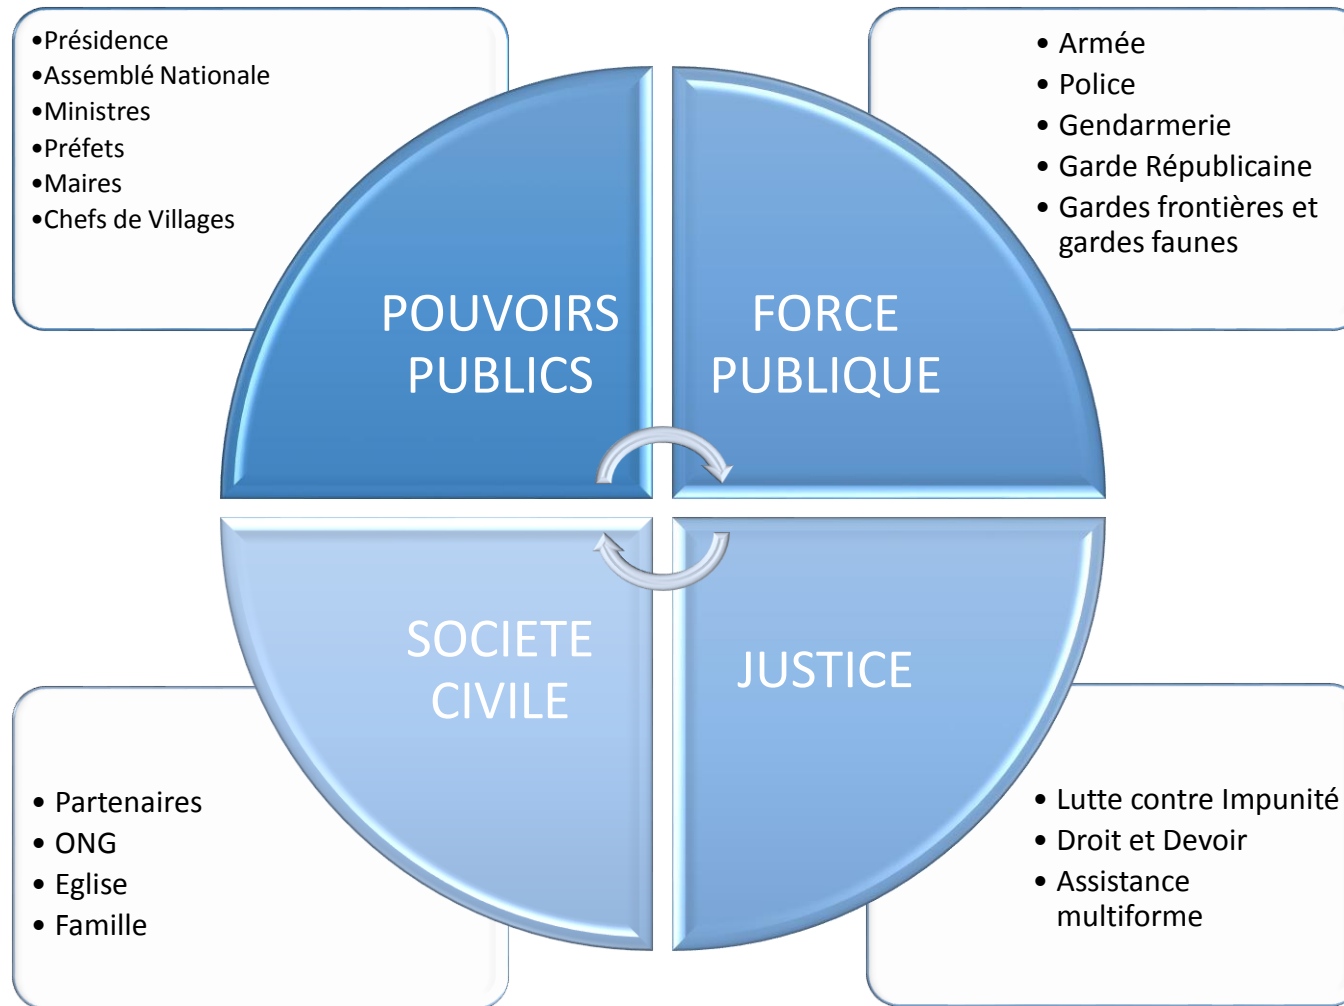 •Présidence
•Assemblé Nationale
•Ministres
•Préfets
•Maires
•Chefs de Villages
• Armée
• Police
• Gendarmerie
• Garde Républicaine
• Gardes frontières et
gardes faunes
POUVOIRS
PUBLICS
FORCE
PUBLIQUE
SOCIETE
CIVILE
JUSTICE
• Partenaires
• ONG
• Eglise
• Famille
• Lutte contre Impunité
• Droit et Devoir
• Assistance
multiforme